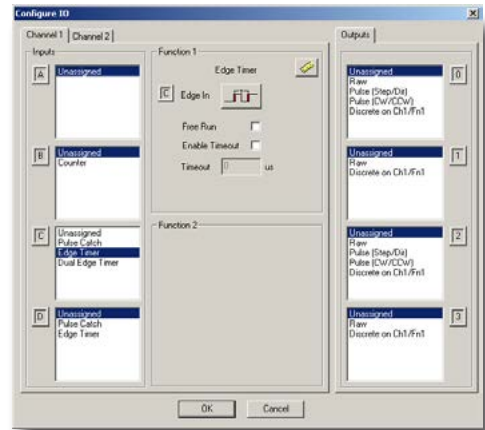 Configure IO
Channel 1
Channel 2
Outputs
Inputs
A
Unassigned
B
Unassigned
Counter
C
Unassigned
Pulse Catch
Edge Timer
Dual Edge Timer
D
Unassigned
Pulse Catch
Edge Timer
Function 1
Edge Timer
C Edge In
Free Run
Enable Timeout
Timeout 0 us
Function 2
Unassigned
Raw
Pulse (Step/Dir)
Pulse (CW/CCW)
Discrete on Ch1/Fn1
0
Unassigned
Raw
Discrete on Ch1/Fn1
1
Unassigned
Raw
Pulse (Step/Dir)
Pulse (CW/CCW)
Discrete on Ch1/Fn1
2
Unassigned
Raw
Discrete on Ch1/Fn1
3
OK
Cancel